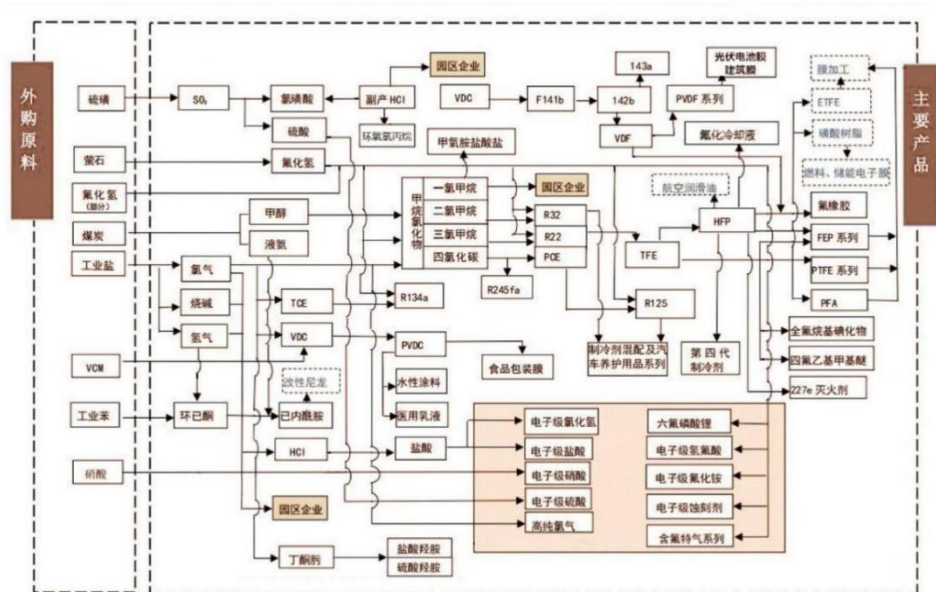 外购原料
主要产品
硫磺
SO₃
氯磺酸
硫酸
副产HCl
园区企业
环氧氯丙烷
VDC
F141b
142b
143a
VDF
PVDF系列
光伏电池膜
建筑膜
氟化冷却液
膜加工
ETFE
磺酸树脂
燃料、储能电子膜
萤石
氟化氢
氟化氢
(部分)
甲氧胺盐酸盐
煤炭
甲醇
液氨
甲烷氯化物
一氯甲烷
二氯甲烷
三氯甲烷
四氯化碳
园区企业
R32
R22
PCE
R245fa
航空润滑油
HFP
TFE
氟橡胶
FEP系列
PTFE系列
PFA
工业盐
氯气
烧碱
氢气
TCE
R134a
R125
VDC
PVDC
食品包装膜
制冷剂混配及汽
车养护用品系列
第四代
制冷剂
全氟烷基碘化物
四氟乙基甲基醚
227e灭火剂
VCM
改性尼龙
水性涂料
医用乳液
工业苯
环己酮
已内酰胺
HCl
盐酸
硝酸
园区企业
丁酮肟
盐酸羟胺
硫酸羟胺
电子级氯化氢
电子级盐酸
电子级硝酸
电子级硫酸
高纯氯气
六氟磷酸锂
电子级氢氟酸
电子级氟化铵
电子级蚀刻剂
含氟特气系列